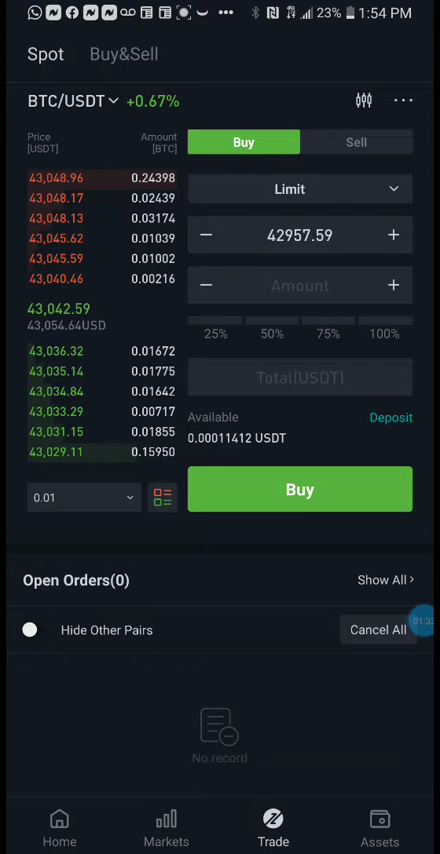 23% 1:54 PM
Spot Buy&Sell
BTC/USDT +0.67%
Price Amount
[USDT] [BTC]
Buy Sell
43,048.96 0.24398
43,048.17 0.02439
43,048.13 0.03174
43,045.62 0.01039
43,045.59 0.01002
43,040.46 0.00216
43,042.59
43,054.64USD
43,036.32 0.01672
43,035.14 0.01775
43,034.84 0.01642
43,033.29 0.00717
43,031.15 0.01855
43,029.11 0.15950
0.01
Limit
42957.59
Amount
25% 50% 75% 100%
Total(USDT)
Available Deposit
0.00011412 USDT
Buy
Open Orders(0) Show All
Hide Other Pairs Cancel All
No record
Home Markets Trade Assets